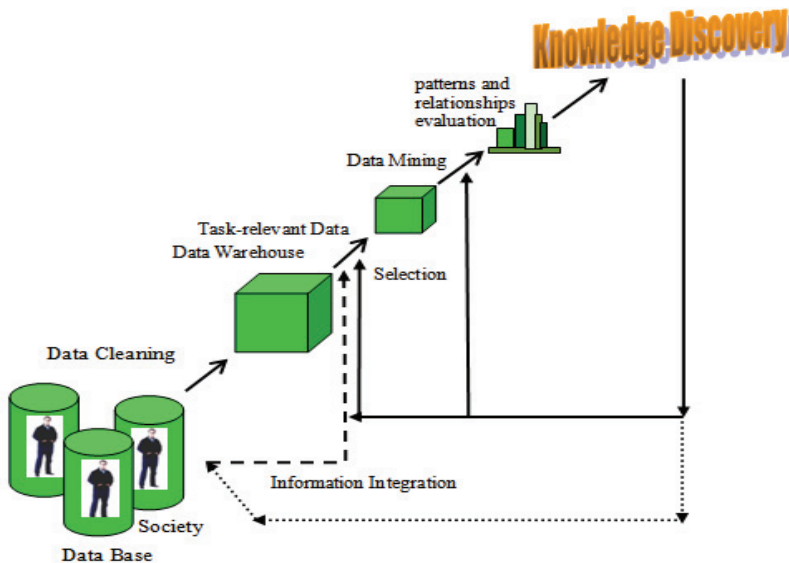 Knowledge Discovery
patterns and
relationships
evaluation
Data Mining
Task-relevant Data
Data Warehouse
Selection
Data Cleaning
Information Integration
Society
Data Base